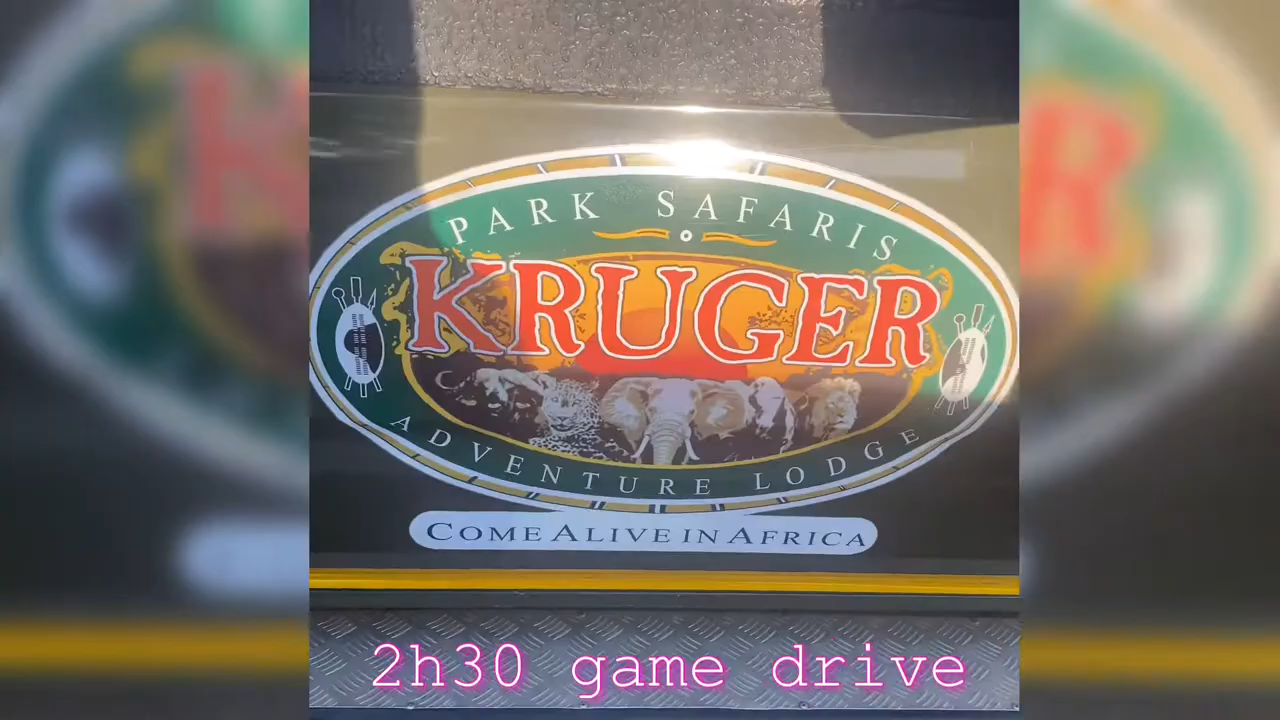 PARK SAFARIS
KRUGER
ADVENTURE LODGE
COME ALIVE IN AFRICA
2h30 game drive